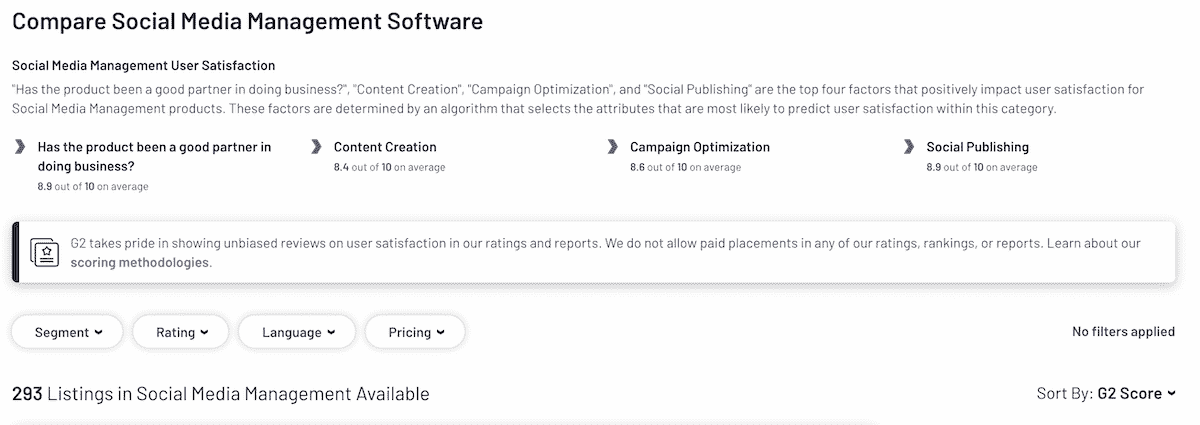 Compare Social Media Management Software
Social Media Management User Satisfaction
"Has the product been a good partner in doing business?", "Content Creation", "Campaign Optimization", and "Social Publishing" are the top four factors that positively impact user satisfaction for
Social Media Management products. These factors are determined by an algorithm that selects the attributes that are most likely to predict user satisfaction within this category.
Has the product been a good partner in
doing business?
8.9 out of 10 on average
Content Creation
8.4 out of 10 on average
Campaign Optimization
8.6 out of 10 on average
Social Publishing
8.9 out of 10 on average
G2 takes pride in showing unbiased reviews on user satisfaction in our ratings and reports. We do not allow paid placements in any of our ratings, rankings, or reports. Learn about our
scoring methodologies.
Segment
Rating
Language
Pricing
No filters applied
293 Listings in Social Media Management Available
Sort By: G2 Score